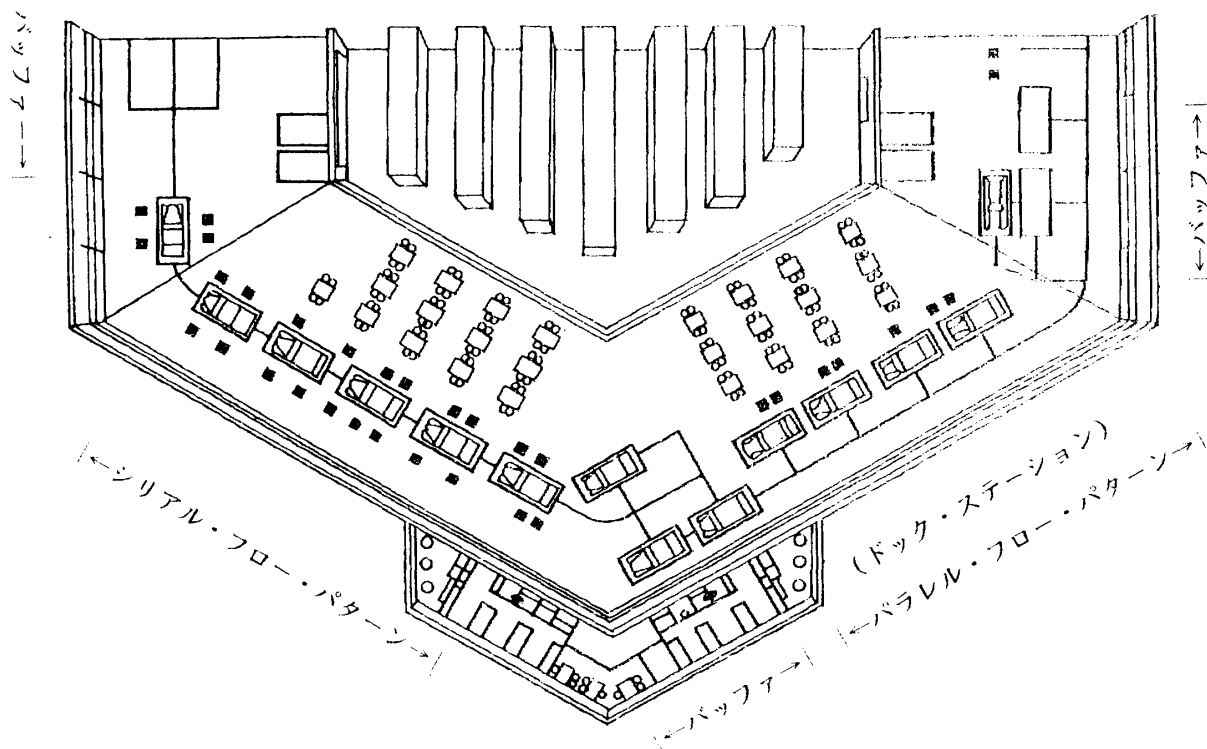 バッファー
バッファ
シリアル・フロー・パターン
(ドック・ステーション)
パラレル・フロー・パターン
バッファ